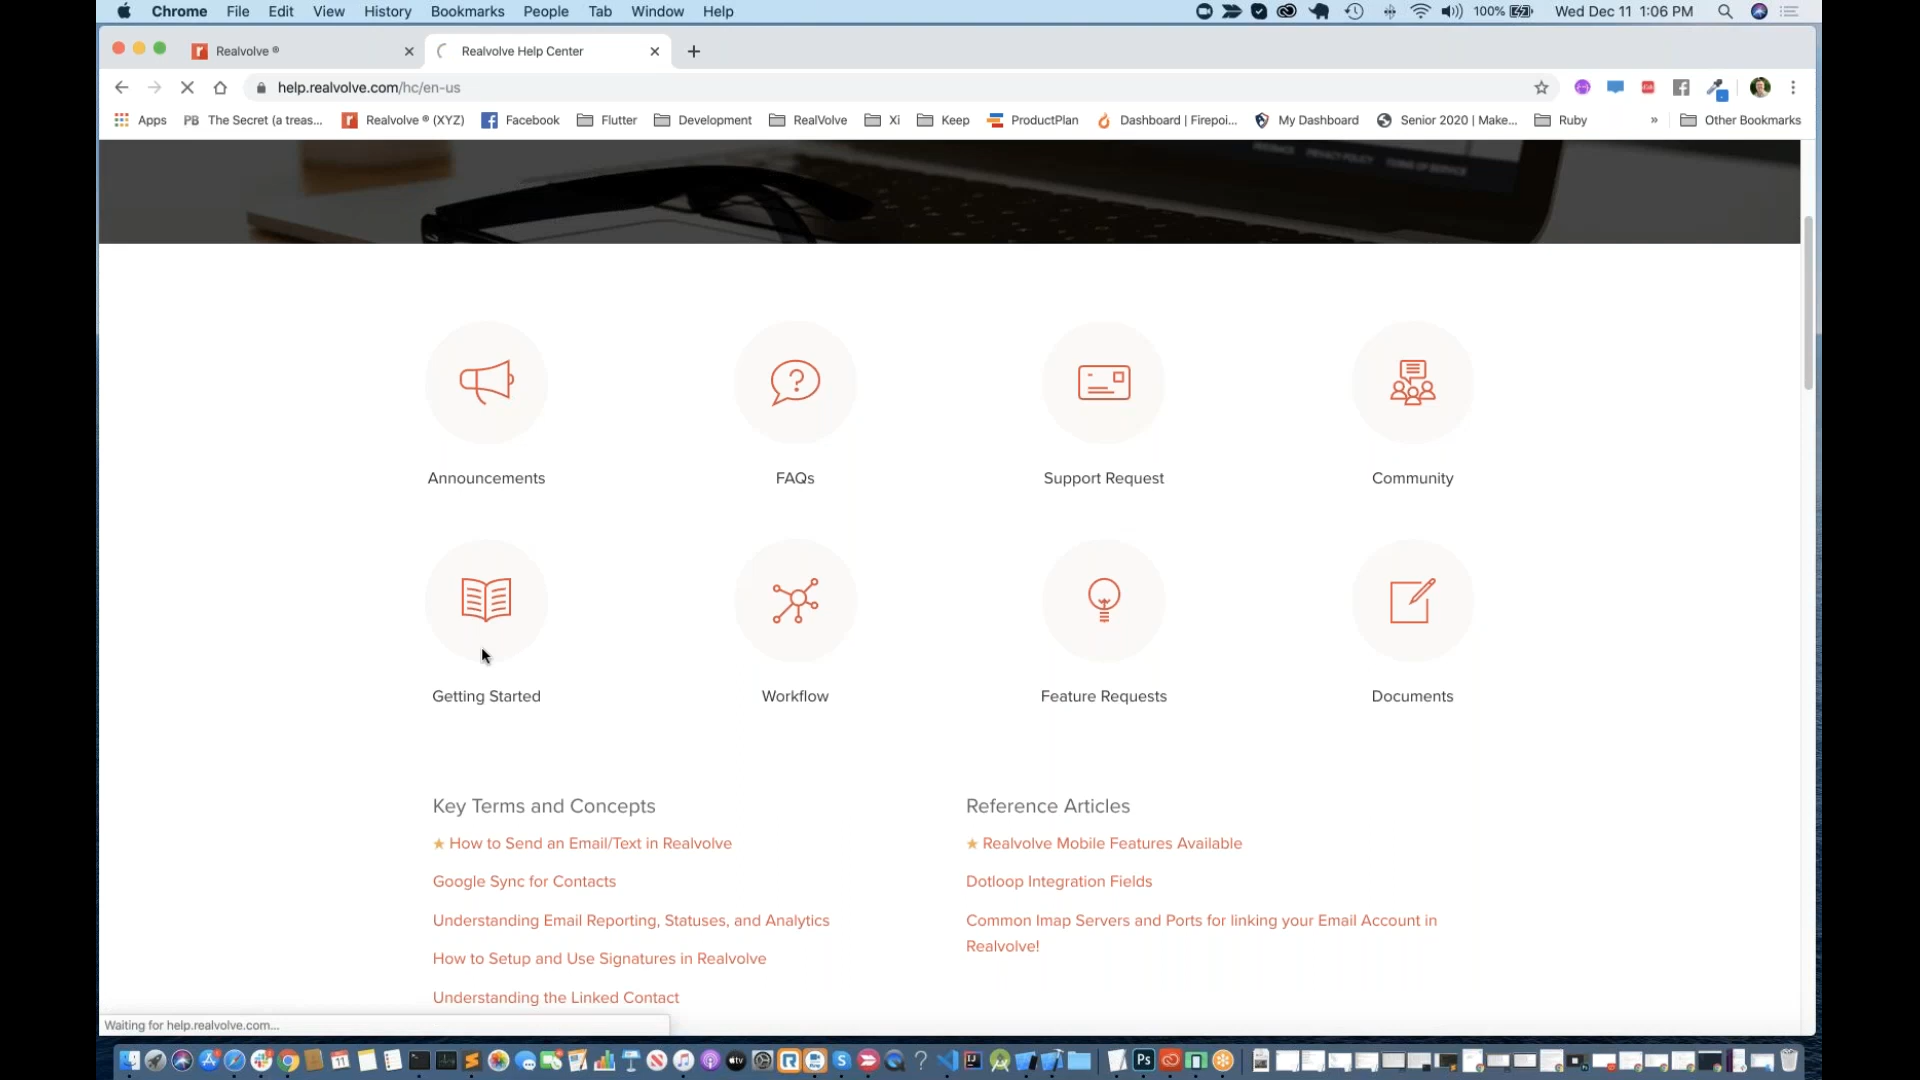 Chrome File Edit View History Bookmarks People Tab Window Help 100% Wed Dec 11 1:06 PM
Realvolve ® Realvolve Help Center
help.realvolve.com/hc/en-us
Apps PB The Secret (a treas... Realvolve ® (XYZ) Facebook Flutter Development RealVolve Xi Keep ProductPlan Dashboard | Firepoi... My Dashboard Senior 2020 | Make... Ruby » Other Bookmarks
PRIVACY POLICY TERMS OF SERVICE
Announcements FAQs Support Request Community
Getting Started Workflow Feature Requests Documents
Key Terms and Concepts Reference Articles
★ How to Send an Email/Text in Realvolve ★ Realvolve Mobile Features Available
Google Sync for Contacts Dotloop Integration Fields
Understanding Email Reporting, Statuses, and Analytics Common Imap Servers and Ports for linking your Email Account in
Realvolve!
How to Setup and Use Signatures in Realvolve
Understanding the Linked Contact
Waiting for help.realvolve.com...